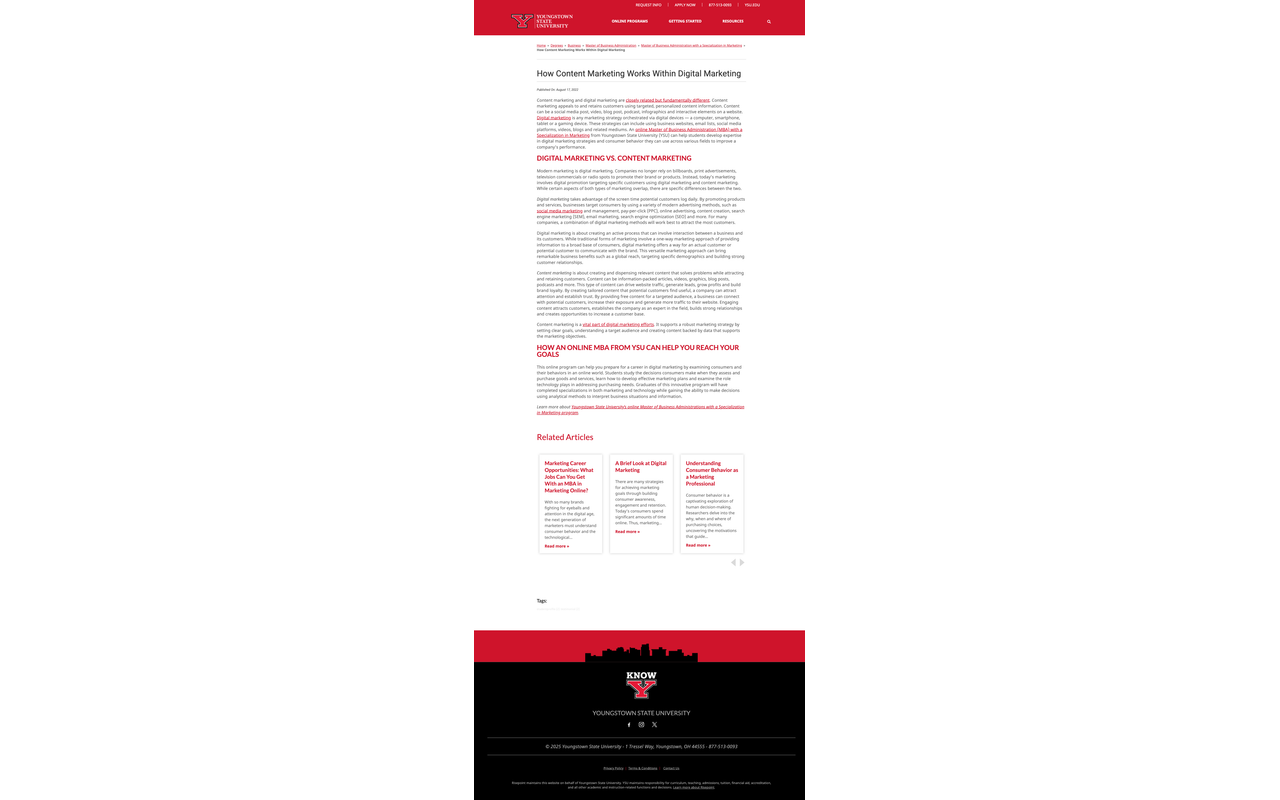 REQUEST INFO | APPLY NOW | 877-513-0093 | YSU.EDU
YOUNGSTOWN
STATE
UNIVERSITY
ONLINE PROGRAMS GETTING STARTED RESOURCES
Home » Degrees » Business » Master of Business Administration » Master of Business Administration with a Specialization in Marketing »
How Content Marketing Works Within Digital Marketing
How Content Marketing Works Within Digital Marketing
Published On: August 17, 2023
Content marketing and digital marketing are closely related but fundamentally different. Content
marketing appeals to and retains customers using targeted, personalized content information. Content
can be a social media post, video, blog post, podcast, infographics and interactive elements on a website.
Digital marketing is any marketing strategy orchestrated via digital devices — a computer, smartphone,
tablet or a gaming device. These strategies can include using business websites, email lists, social media
platforms, videos, blogs and related mediums. An online Master of Business Administration (MBA) with a
Specialization in Marketing from Youngstown State University (YSU) can help students develop expertise
in digital marketing strategies and consumer behavior they can use across various fields to improve a
company's performance.
DIGITAL MARKETING VS. CONTENT MARKETING
Modern marketing is digital marketing. Companies no longer rely on billboards, print advertisements,
television commercials or radio spots to promote their brand or products. Instead, today's marketing
involves digital promotion targeting specific customers using digital marketing and content marketing.
While certain aspects of both types of marketing overlap, there are specific differences between the two.
Digital marketing takes advantage of the screen time potential customers log daily. By promoting products
and services, businesses target consumers by using a variety of modern advertising methods, such as
social media marketing and management, pay-per-click (PPC), online advertising, content creation, search
engine marketing (SEM), email marketing, search engine optimization (SEO) and more. For many
companies, a combination of digital marketing methods will work best to attract the most customers.
Digital marketing is about creating an active process that can involve interaction between a business and
its customers. While traditional forms of marketing involve a one-way marketing approach of providing
information to a broad base of consumers, digital marketing offers a way for an actual customer or
potential customer to communicate with the brand. This versatile marketing approach can bring
remarkable business benefits such as a global reach, targeting specific demographics and building strong
customer relationships.
Content marketing is about creating and dispensing relevant content that solves problems while attracting
and retaining customers. Content can be information-packed articles, videos, graphics, blog posts,
podcasts and more. This type of content can drive website traffic, generate leads, grow profits and build
brand loyalty. By creating tailored content that potential customers find useful, a company can attract
attention and establish trust. By providing free content for a targeted audience, a business can connect
with potential customers, increase their exposure and generate more traffic to their website. Engaging
content attracts customers, establishes the company as an expert in the field, builds strong relationships
and creates opportunities to increase a customer base.
Content marketing is a vital part of digital marketing efforts. It supports a robust marketing strategy by
setting clear goals, understanding a target audience and creating content backed by data that supports
the marketing objectives.
HOW AN ONLINE MBA FROM YSU CAN HELP YOU REACH YOUR
GOALS
This online program can help you prepare for a career in digital marketing by examining consumers and
their behaviors in an online world. Students study the decisions consumers make when they assess and
purchase goods and services, learn how to develop effective marketing plans and examine the role
technology plays in addressing purchasing needs. Graduates of this innovative program will have
completed specializations in both marketing and technology while gaining the ability to make decisions
using analytical methods to interpret business situations and information.
Learn more about Youngstown State University's online Master of Business Administrations with a Specialization
in Marketing program.
Related Articles
Marketing Career
Opportunities: What
Jobs Can You Get
With an MBA in
Marketing Online?
With so many brands
fighting for eyeballs and
attention in the digital age,
the next generation of
marketers must understand
consumer behavior and the
technological...
Read more »
A Brief Look at Digital
Marketing
There are many strategies
for achieving marketing
goals through building
consumer awareness,
engagement and retention.
Today's consumers spend
significant amounts of time
online. Thus, marketing...
Read more »
Understanding
Consumer Behavior as
a Marketing
Professional
Consumer behavior is a
captivating exploration of
human decision-making.
Researchers delve into the
why, when and where of
purchasing choices,
uncovering the motivations
that guide...
Read more »
Tags:
KNOW
Y
YOUNGSTOWN STATE UNIVERSITY
© 2025 Youngstown State University - 1 Tressel Way, Youngstown, OH 44555 - 877-513-0093
Privacy Policy | Terms & Conditions | Contact Us
Risepoint maintains this website on behalf of Youngstown State University. YSU maintains responsibility for curriculum, teaching, admissions, tuition, financial aid, accreditation,
and all other academic and instruction-related functions and decisions. Learn more about Risepoint.